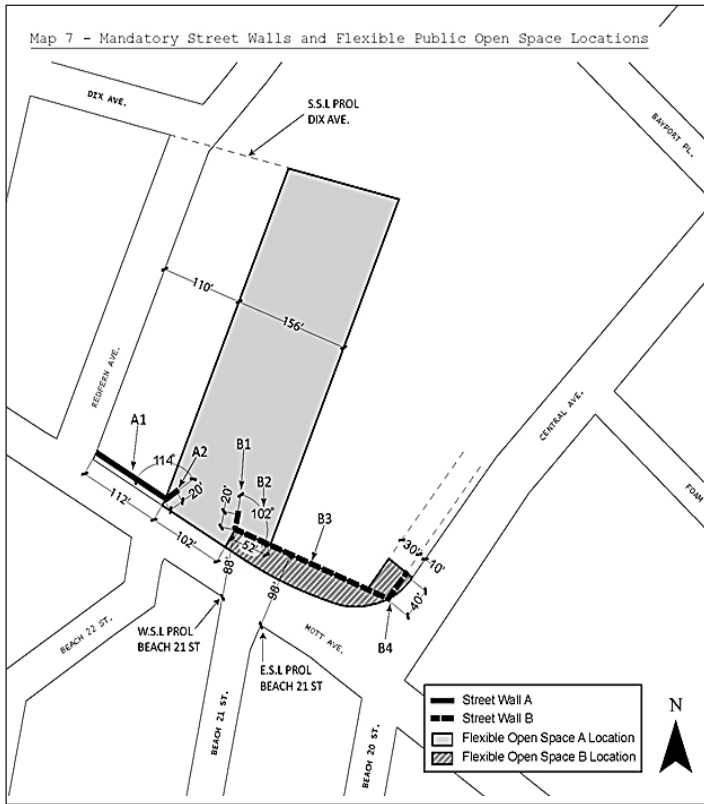 Map 7 - Mandatory Street Walls and Flexible Public Open Space Locations
DIX AVE.
S.S.L PROL
DIX AVE.
BAYPORT PL.
110'
156'
REDFERN AVE.
CENTRAL AVE.
A1
A2
B1
114°
B2
20'
20'
102°
B3
FOAM
112'
102'
52'
30'
10'
88'
98'
40'
W.S.L PROL
BEACH 21 ST
MOTT AVE.
B4
BEACH 22 ST.
E.S.L PROL
BEACH 21 ST
BEACH 21 ST.
BEACH 20 ST.
N
Street Wall A
Street Wall B
Flexible Open Space A Location
Flexible Open Space B Location